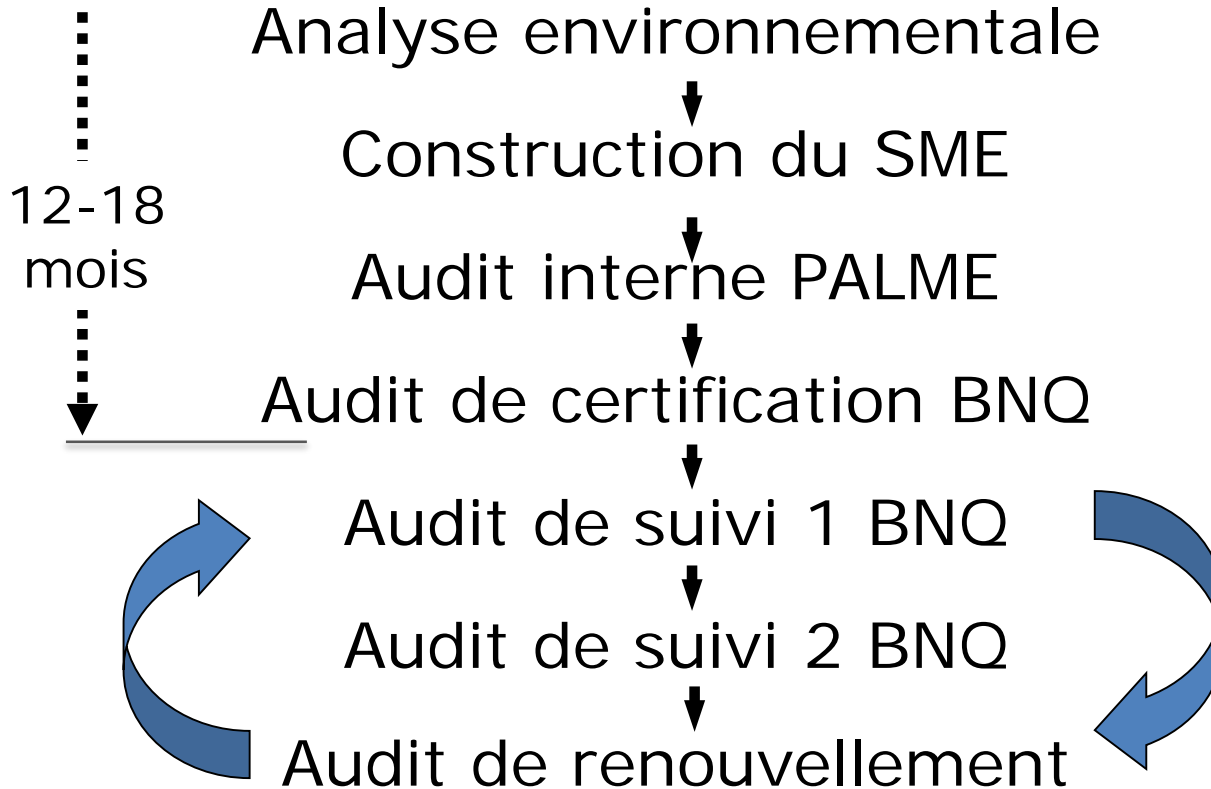 Analyse environnementale
Construction du SME
12-18
mois
Audit interne PALME
Audit de certification BNQ
Audit de suivi 1 BNQ
Audit de suivi 2 BNQ
Audit de renouvellement